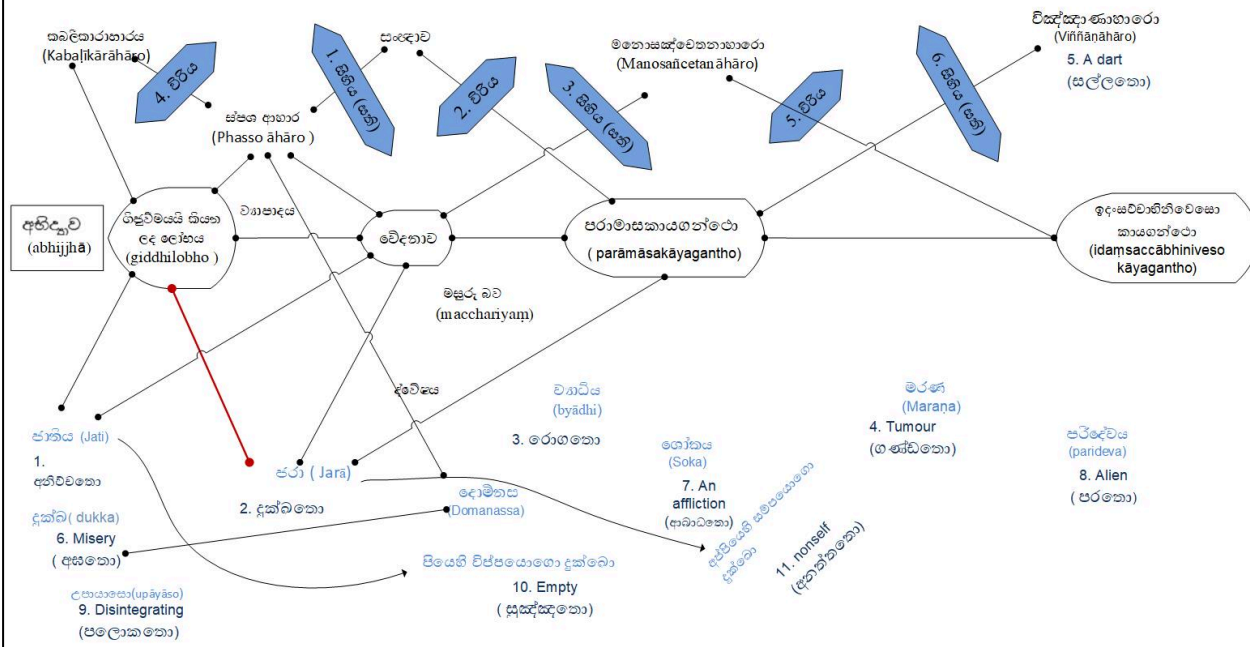 කබලිකාරාහාරය
(Kabaḷīkārāhāro)
4. විරිය
ස්පශ ආහාර
(Phasso āhāro )
1. සිහිය (සති)
සංඥාව
2. විරිය
3. සිහිය (සති)
මනොසඤ්චෙතනාහාරො
(Manosañcetanāhāro)
5. විරිය
6. සිහිය (සති)
විඤ්ඤාණාහාරො
(Viññāṇāhāro)
5. A dart
(සල්ලතො)
අභිද්‍යාව
(abhijjhā)
ගිජුවීමයයි කියන
ලද ලෝභය
(giddhilobho )
ව්‍යාපාදය
වේදනාව
මසුරු බව
(macchariyaṃ)
පරාමාසකායගන්ථො
( parāmāsakāyagantho)
ඉදංසච්චාභිනිවෙසො
කායගන්ථො
(idaṃsaccābhiniveso
kāyagantho)
ද්වේෂය
ජාතිය (Jati)
1.
අනිච්චතො
දුක්ඛ( dukka)
6. Misery
( අඝතො)
උපායාසො(upāyāso)
9. Disintegrating
(පලොකතො)
ජරා ( Jarā)
2. දුක්ඛතො
දොම්නස
(Domanassa)
ව්‍යාධිය
(byādhi)
3. රොගතො
පියෙහි විප්පයොගො දුක්ඛො
10. Empty
( සුඤ්ඤතො)
ශෝකය
(Soka)
7. An
affliction
(ආබාධතො)
අප්පියෙහි සම්පයොගො
දුක්ඛො
11. nonself
(අනත්තතො)
මරණ
(Maraṇa)
4. Tumour
(ගණ්ඩතො)
පරිදේවය
(parideva)
8. Alien
( පරතො)